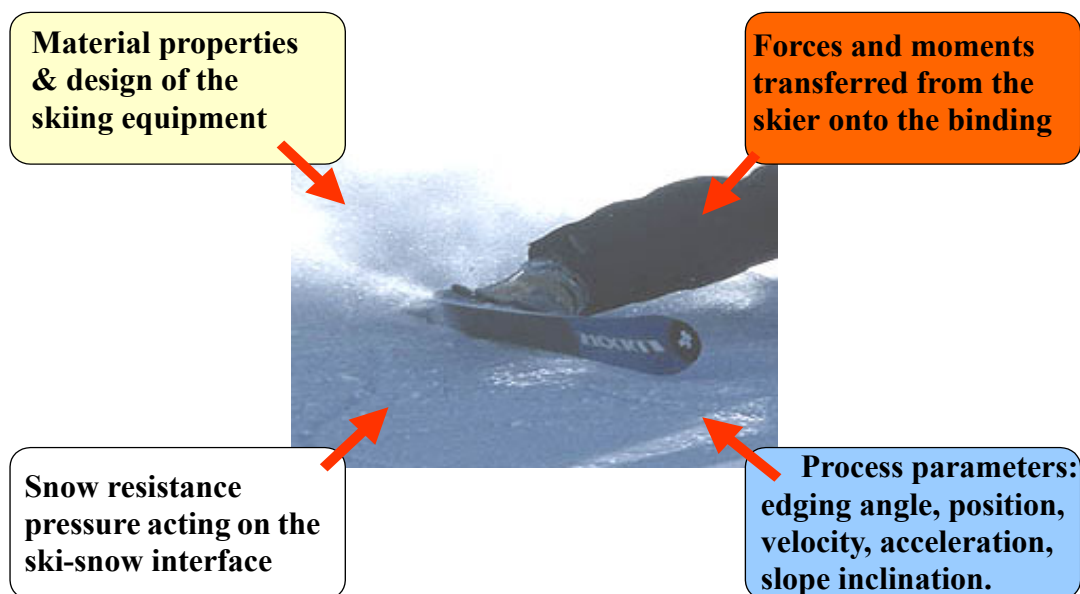 Material properties
& design of the
skiing equipment
Forces and moments
transferred from the
skier onto the binding
Snow resistance
pressure acting on the
ski-snow interface
Process parameters:
edging angle, position,
velocity, acceleration,
slope inclination.